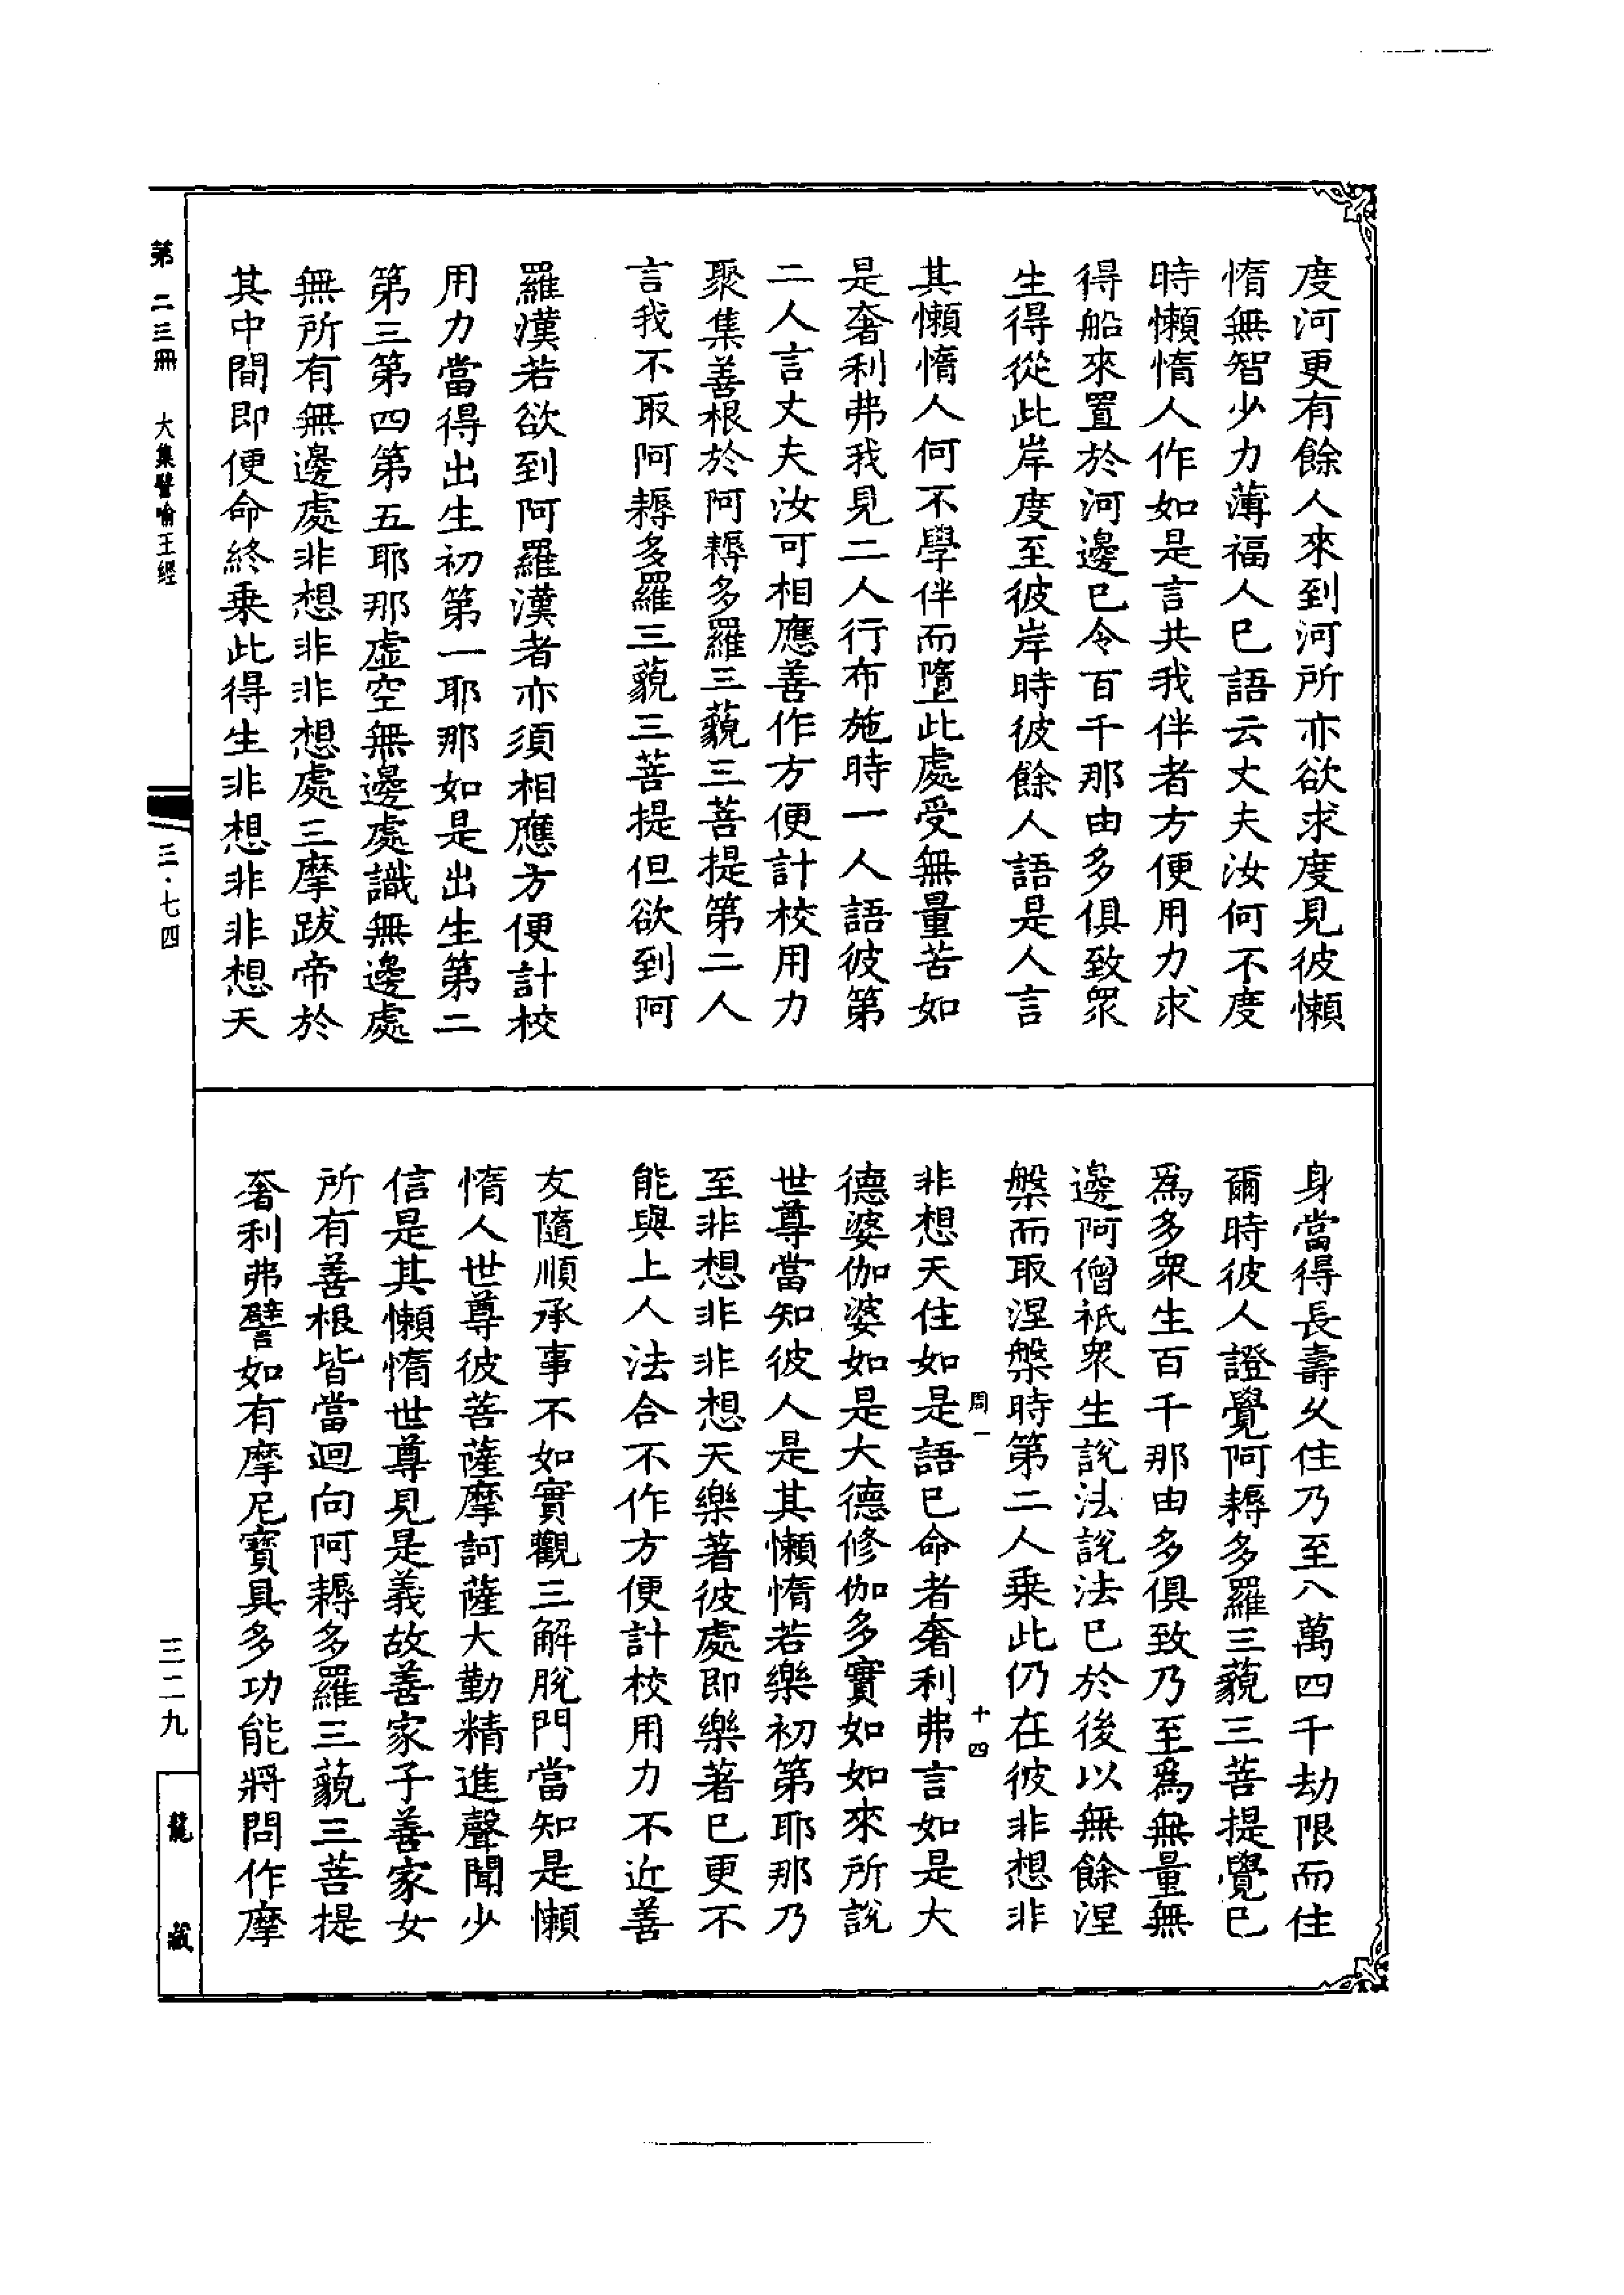 度河更有餘人來到河所亦欲求度見彼懶
惰無智少力薄福人已語云丈夫汝何不度
時懶惰人作如是言共我伴者方便用力求
得船來置於河邊已令百千那由多俱致眾
生得從此岸度至彼岸時彼餘人語是人言
其懶惰人何不學伴而墮此處受無量苦如
是奢利弗我見二人行布施時一人語彼第
二人言丈夫汝可相應善作方便計校用力
聚集善根於阿耨多羅三藐三菩提第二人
言我不取阿耨多羅三藐三菩提但欲到阿
羅漢若欲到阿羅漢者亦須相應方便計校
用力當得出生初第一耶那如是出生第二
第三第四第五耶那虛空無邊處識無邊處
無所有無邊處非想非非想處三摩跋帝於
其中間即便命終乗此得生非想非非想天
身當得長壽久住乃至八萬四千劫限而住
爾時彼人證覺阿耨多羅三藐三菩提覺已
爲多衆生百千那由多俱致乃至爲無量無
邊阿僧祇衆生說法說法已於後以無餘涅
槃而取涅槃時第二人乗此仍在彼非想非
非想天住如是語已命者奢利弗言如是大
周一
十四
德婆伽婆如是大德修伽多實如如來所說
世尊當知彼人是其懶惰若樂初第耶那乃
至非想非非想天樂著彼處即樂著已更不
能與上人法合不作方便計校用力不近善
友隨順承事不如實觀三解脫門當知是懶
惰人世尊彼菩薩摩訶薩大勤精進聲聞少
信是其懶惰世尊見是義故善家子善家女
所有善根皆當迴向阿耨多羅三藐三菩提
奢利弗譬如有摩尼寶具多功能將問作摩
第二三冊 大集譬喻王經
三·七四
三二九
龍藏